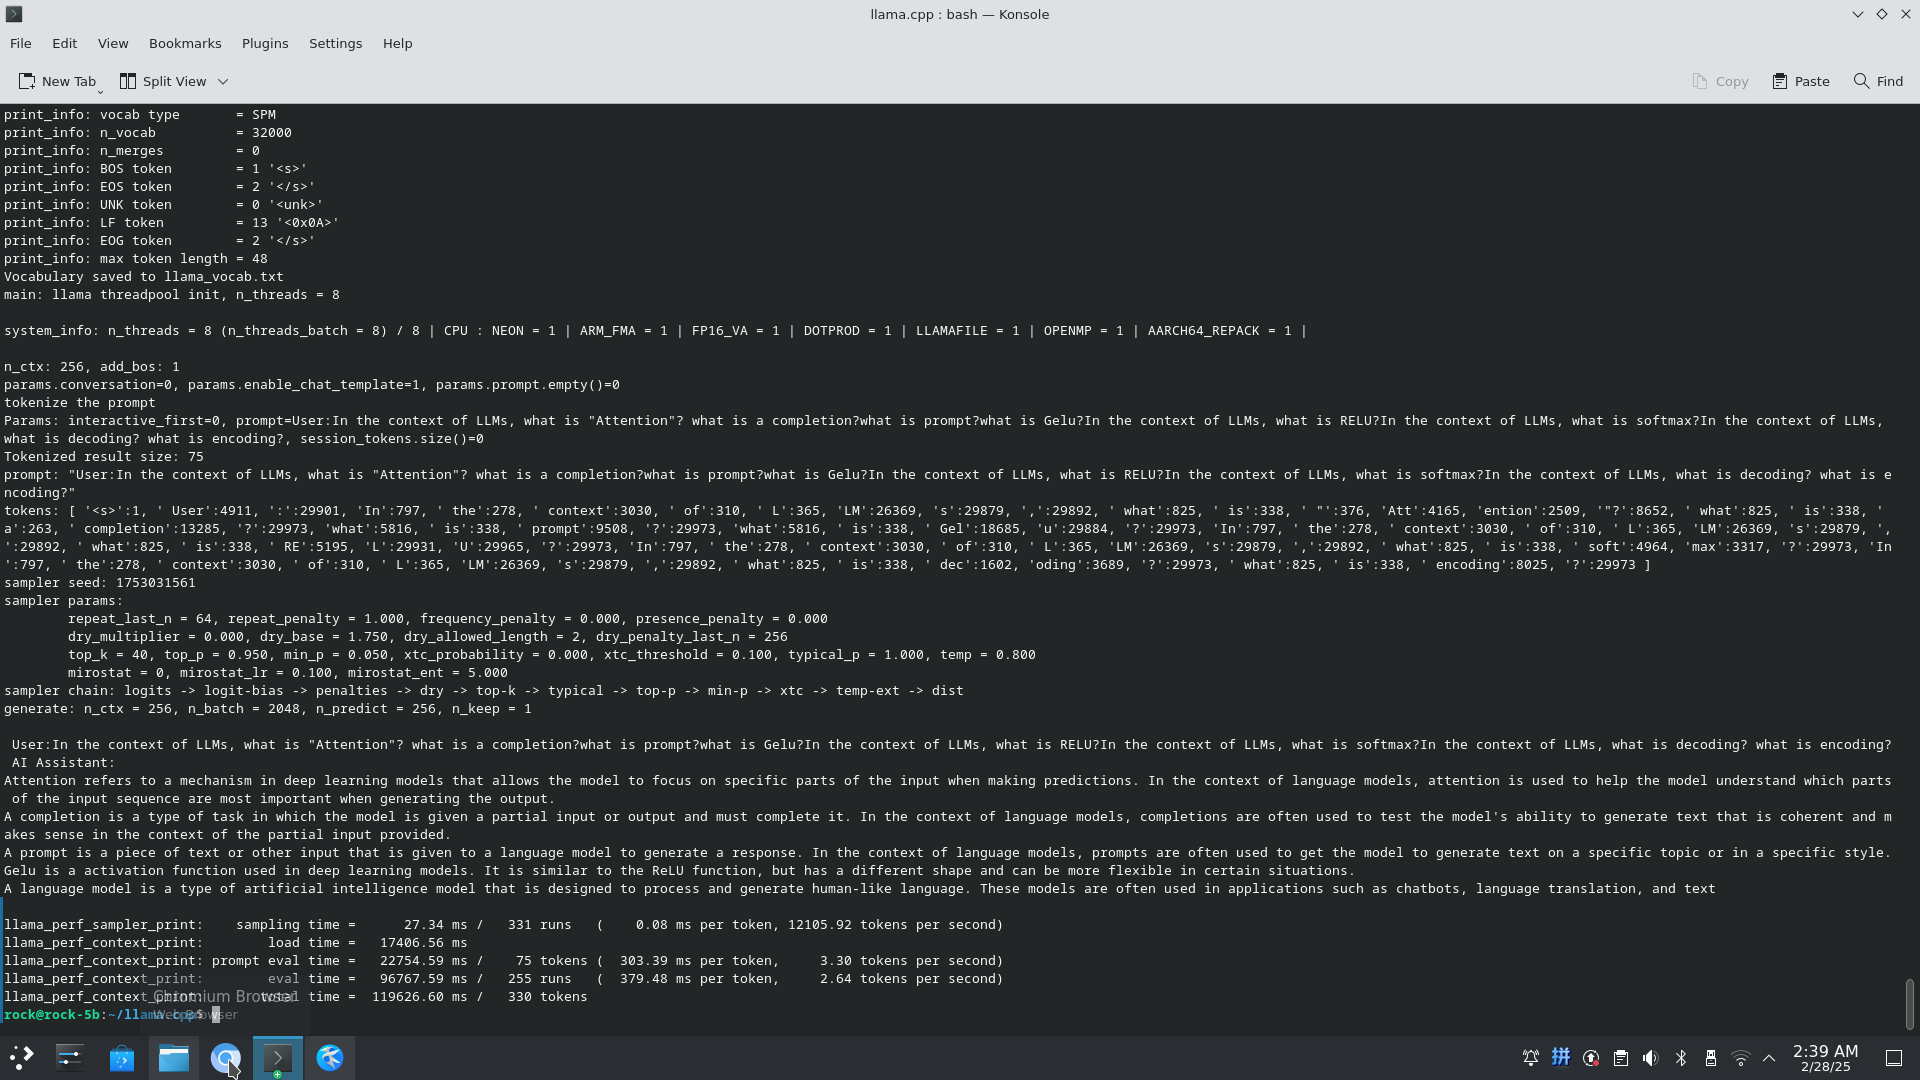 llama.cpp : bash — Konsole
File Edit View Bookmarks Plugins Settings Help
New Tab Split View Copy Paste Find
print_info: vocab type       = SPM
print_info: n_vocab          = 32000
print_info: n_merges         = 0
print_info: BOS token        = 1 '<s>'
print_info: EOS token        = 2 '</s>'
print_info: UNK token        = 0 '<unk>'
print_info: LF token         = 13 '<0x0A>'
print_info: EOG token        = 2 '</s>'
print_info: max token length = 48
Vocabulary saved to llama_vocab.txt
main: llama threadpool init, n_threads = 8
system_info: n_threads = 8 (n_threads_batch = 8) / 8 | CPU : NEON = 1 | ARM_FMA = 1 | FP16_VA = 1 | DOTPROD = 1 | LLAMAFILE = 1 | OPENMP = 1 | AARCH64_REPACK = 1 |
n_ctx: 256, add_bos: 1
params.conversation=0, params.enable_chat_template=1, params.prompt.empty()=0
tokenize the prompt
Params: interactive_first=0, prompt=User:In the context of LLMs, what is "Attention"? what is a completion?what is prompt?what is Gelu?In the context of LLMs, what is RELU?In the context of LLMs, what is softmax?In the context of LLMs,
what is decoding? what is encoding?, session_tokens.size()=0
Tokenized result size: 75
prompt: "User:In the context of LLMs, what is "Attention"? what is a completion?what is prompt?what is Gelu?In the context of LLMs, what is RELU?In the context of LLMs, what is softmax?In the context of LLMs, what is decoding? what is e
ncoding?"
tokens: [ '<s>':1, ' User':4911, ':':29901, 'In':797, ' the':278, ' context':3030, ' of':310, ' L':365, 'LM':26369, 's':29879, ',':29892, ' what':825, ' is':338, ' "':376, 'Att':4165, 'ention':2509, '"?':8652, ' what':825, ' is':338, '
a':263, ' completion':13285, '?':29973, 'what':5816, ' is':338, ' prompt':9508, '?':29973, 'what':5816, ' is':338, ' Gel':18685, 'u':29884, '?':29973, 'In':797, ' the':278, ' context':3030, ' of':310, ' L':365, 'LM':26369, 's':29879, ',
':29892, ' what':825, ' is':338, ' RE':5195, 'L':29931, 'U':29965, '?':29973, 'In':797, ' the':278, ' context':3030, ' of':310, ' L':365, 'LM':26369, 's':29879, ',':29892, ' what':825, ' is':338, ' soft':4964, 'max':3317, '?':29973, 'In
':797, ' the':278, ' context':3030, ' of':310, ' L':365, 'LM':26369, 's':29879, ',':29892, ' what':825, ' is':338, ' dec':1602, 'oding':3689, '?':29973, ' what':825, ' is':338, ' encoding':8025, '?':29973 ]
sampler seed: 1753031561
sampler params:
        repeat_last_n = 64, repeat_penalty = 1.000, frequency_penalty = 0.000, presence_penalty = 0.000
        dry_multiplier = 0.000, dry_base = 1.750, dry_allowed_length = 2, dry_penalty_last_n = 256
        top_k = 40, top_p = 0.950, min_p = 0.050, xtc_probability = 0.000, xtc_threshold = 0.100, typical_p = 1.000, temp = 0.800
        mirostat = 0, mirostat_lr = 0.100, mirostat_ent = 5.000
sampler chain: logits -> logit-bias -> penalties -> dry -> top-k -> typical -> top-p -> min-p -> xtc -> temp-ext -> dist
generate: n_ctx = 256, n_batch = 2048, n_predict = 256, n_keep = 1
 User:In the context of LLMs, what is "Attention"? what is a completion?what is prompt?what is Gelu?In the context of LLMs, what is RELU?In the context of LLMs, what is softmax?In the context of LLMs, what is decoding? what is encoding?
 AI Assistant:
Attention refers to a mechanism in deep learning models that allows the model to focus on specific parts of the input when making predictions. In the context of language models, attention is used to help the model understand which parts
 of the input sequence are most important when generating the output.
A completion is a type of task in which the model is given a partial input or output and must complete it. In the context of language models, completions are often used to test the model's ability to generate text that is coherent and m
akes sense in the context of the partial input provided.
A prompt is a piece of text or other input that is given to a language model to generate a response. In the context of language models, prompts are often used to get the model to generate text on a specific topic or in a specific style.
Gelu is a activation function used in deep learning models. It is similar to the ReLU function, but has a different shape and can be more flexible in certain situations.
A language model is a type of artificial intelligence model that is designed to process and generate human-like language. These models are often used in applications such as chatbots, language translation, and text
llama_perf_sampler_print:    sampling time =      27.34 ms /   331 runs   (    0.08 ms per token, 12105.92 tokens per second)
llama_perf_context_print:        load time =   17406.56 ms
llama_perf_context_print: prompt eval time =   22754.59 ms /    75 tokens (  303.39 ms per token,     3.30 tokens per second)
llama_perf_context_print:        eval time =   96767.59 ms /   255 runs   (  379.48 ms per token,     2.64 tokens per second)
llama_perf_context_print:       total time =  119626.60 ms /   330 tokens
Chromium Browser
rock@rock-5b:~/llama.cpp$
Web Browser
拼
2:39 AM
2/28/25